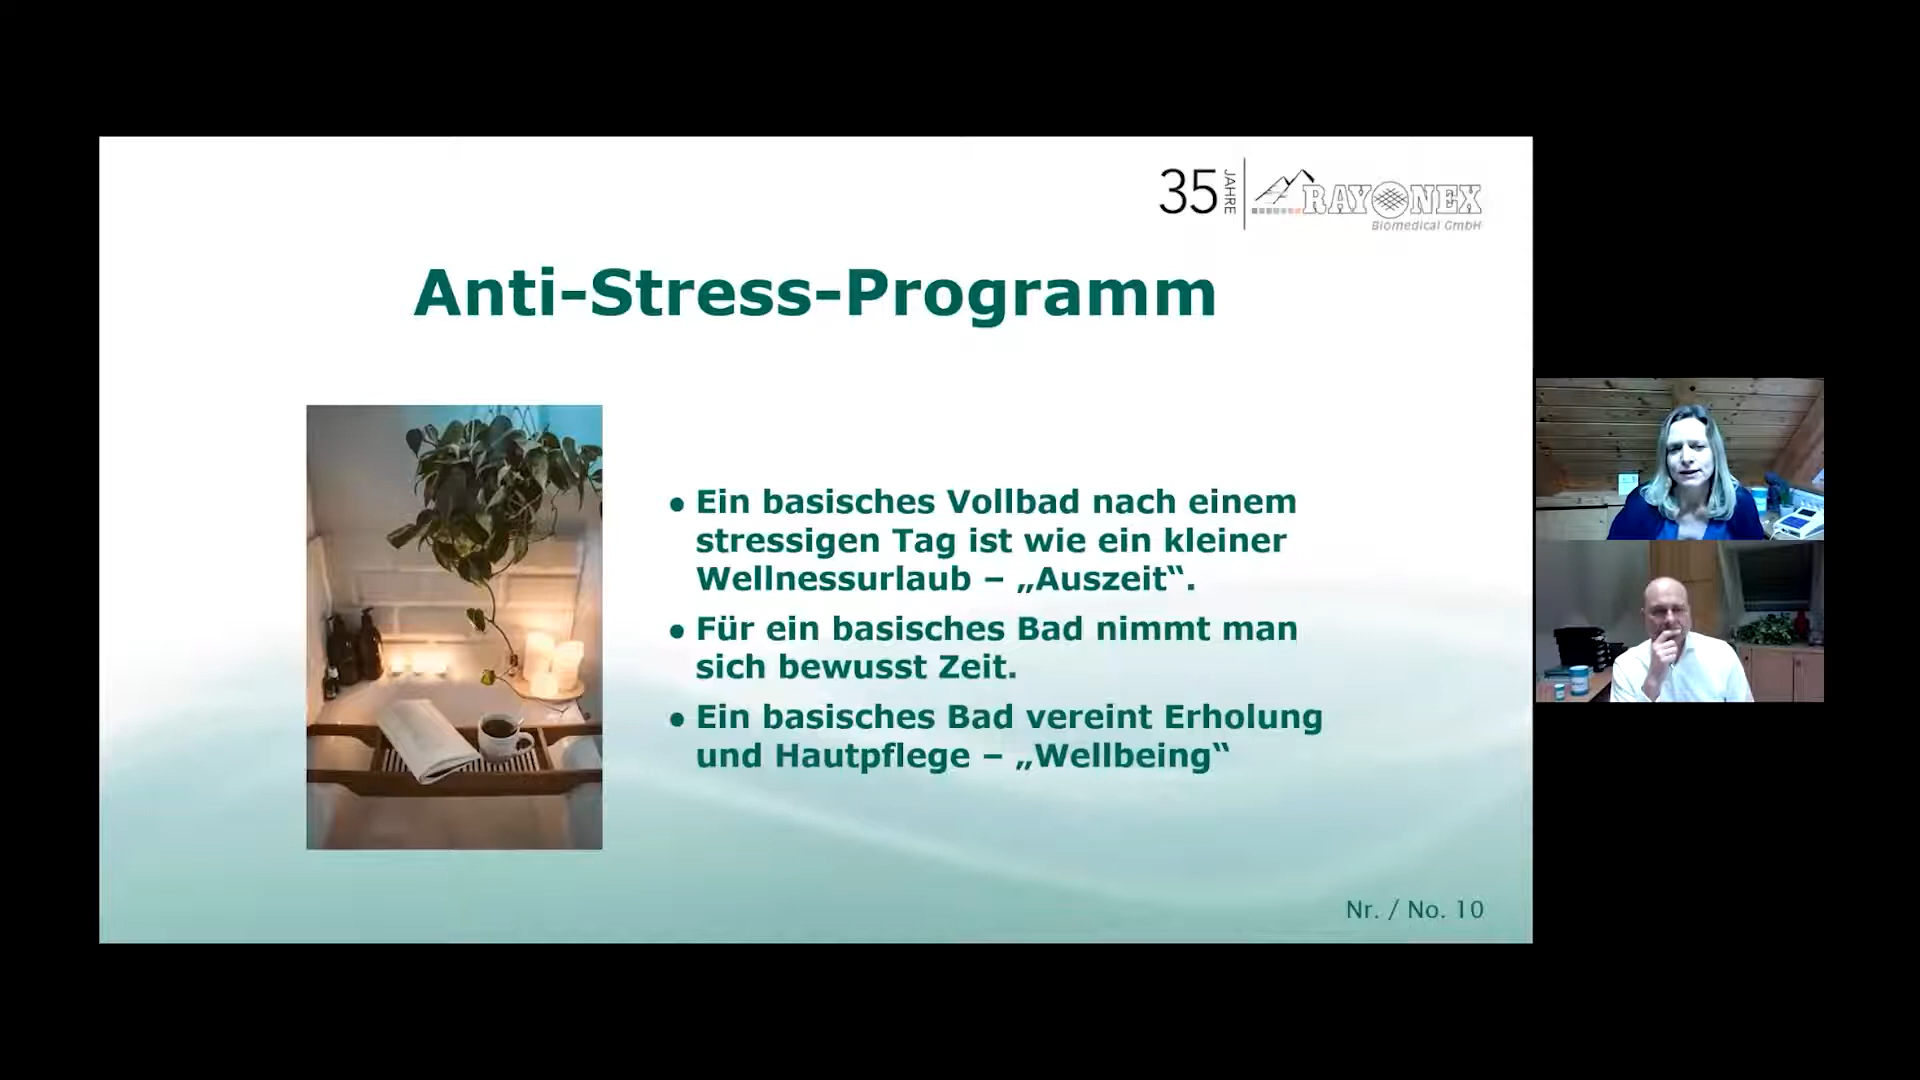 35 JAHRE
RAYONEX
Biomedical GmbH
Anti-Stress-Programm
● Ein basisches Vollbad nach einem
stressigen Tag ist wie ein kleiner
Wellnessurlaub – „Auszeit“.
● Für ein basisches Bad nimmt man
sich bewusst Zeit.
● Ein basisches Bad vereint Erholung
und Hautpflege – „Wellbeing“
Nr. / No. 10